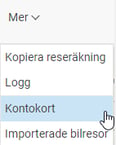 Mer
Kopiera reseräkning
Logg
Kontokort
Importerade bilresor